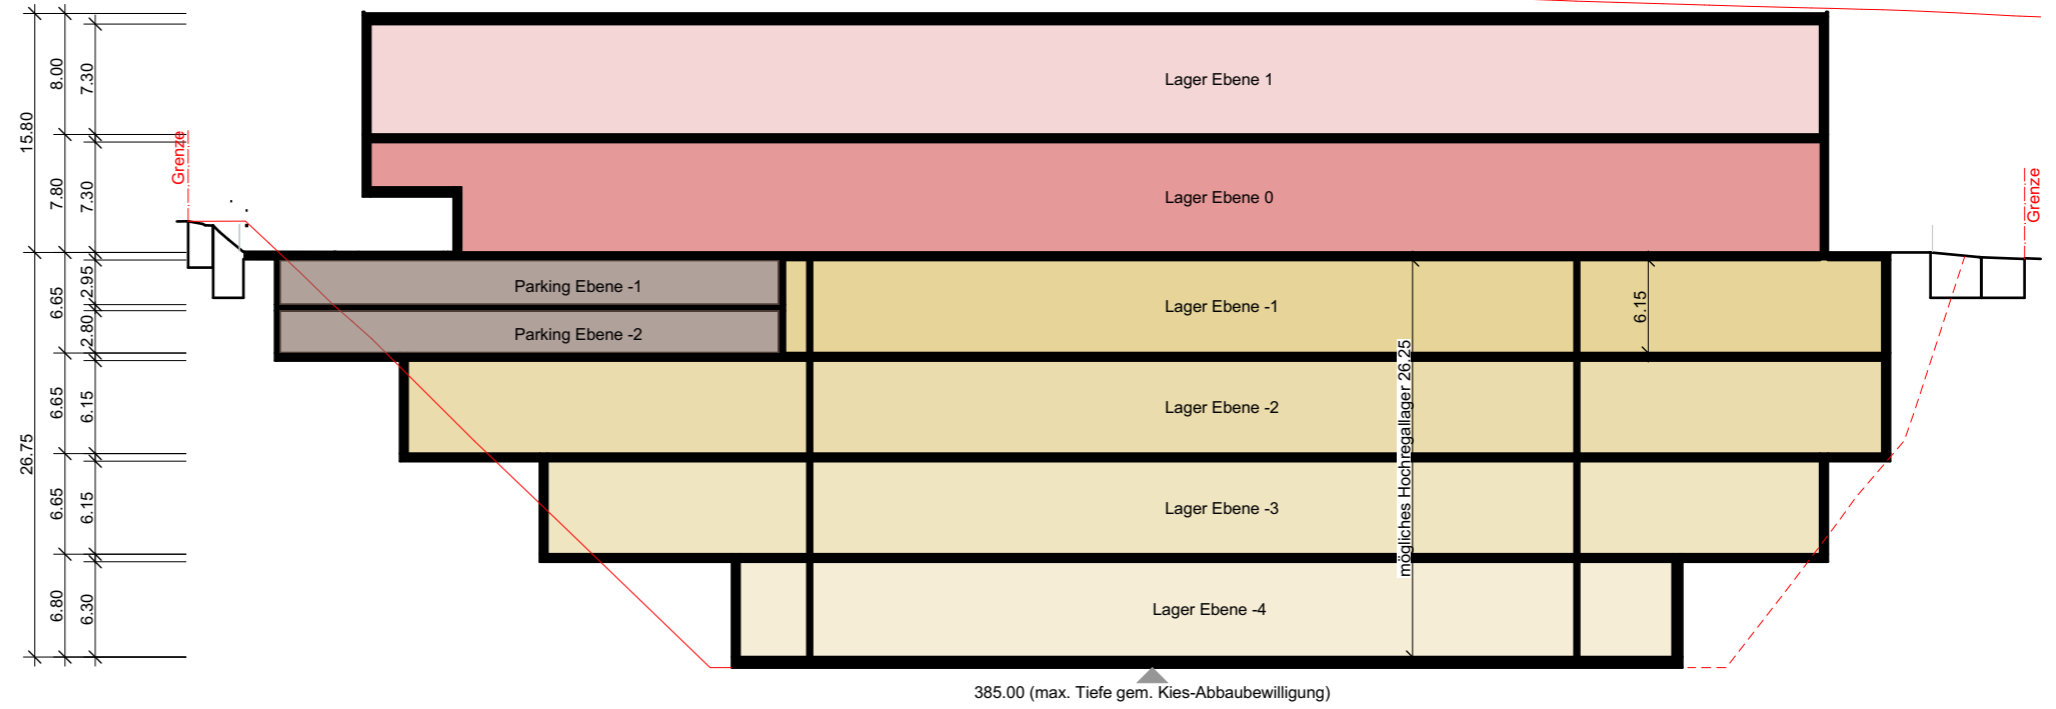 15.80
26.75
8.00
7.80
6.65
6.65
6.65
6.80
7.30
7.30
2.95
2.80
6.15
6.15
6.30
Grenze
Lager Ebene 1
Lager Ebene 0
Parking Ebene -1
Parking Ebene -2
Lager Ebene -1
Lager Ebene -2
Lager Ebene -3
Lager Ebene -4
mögliches Hochregallager 26.25
6.15
Grenze
385.00 (max. Tiefe gem. Kies-Abbaubewilligung)